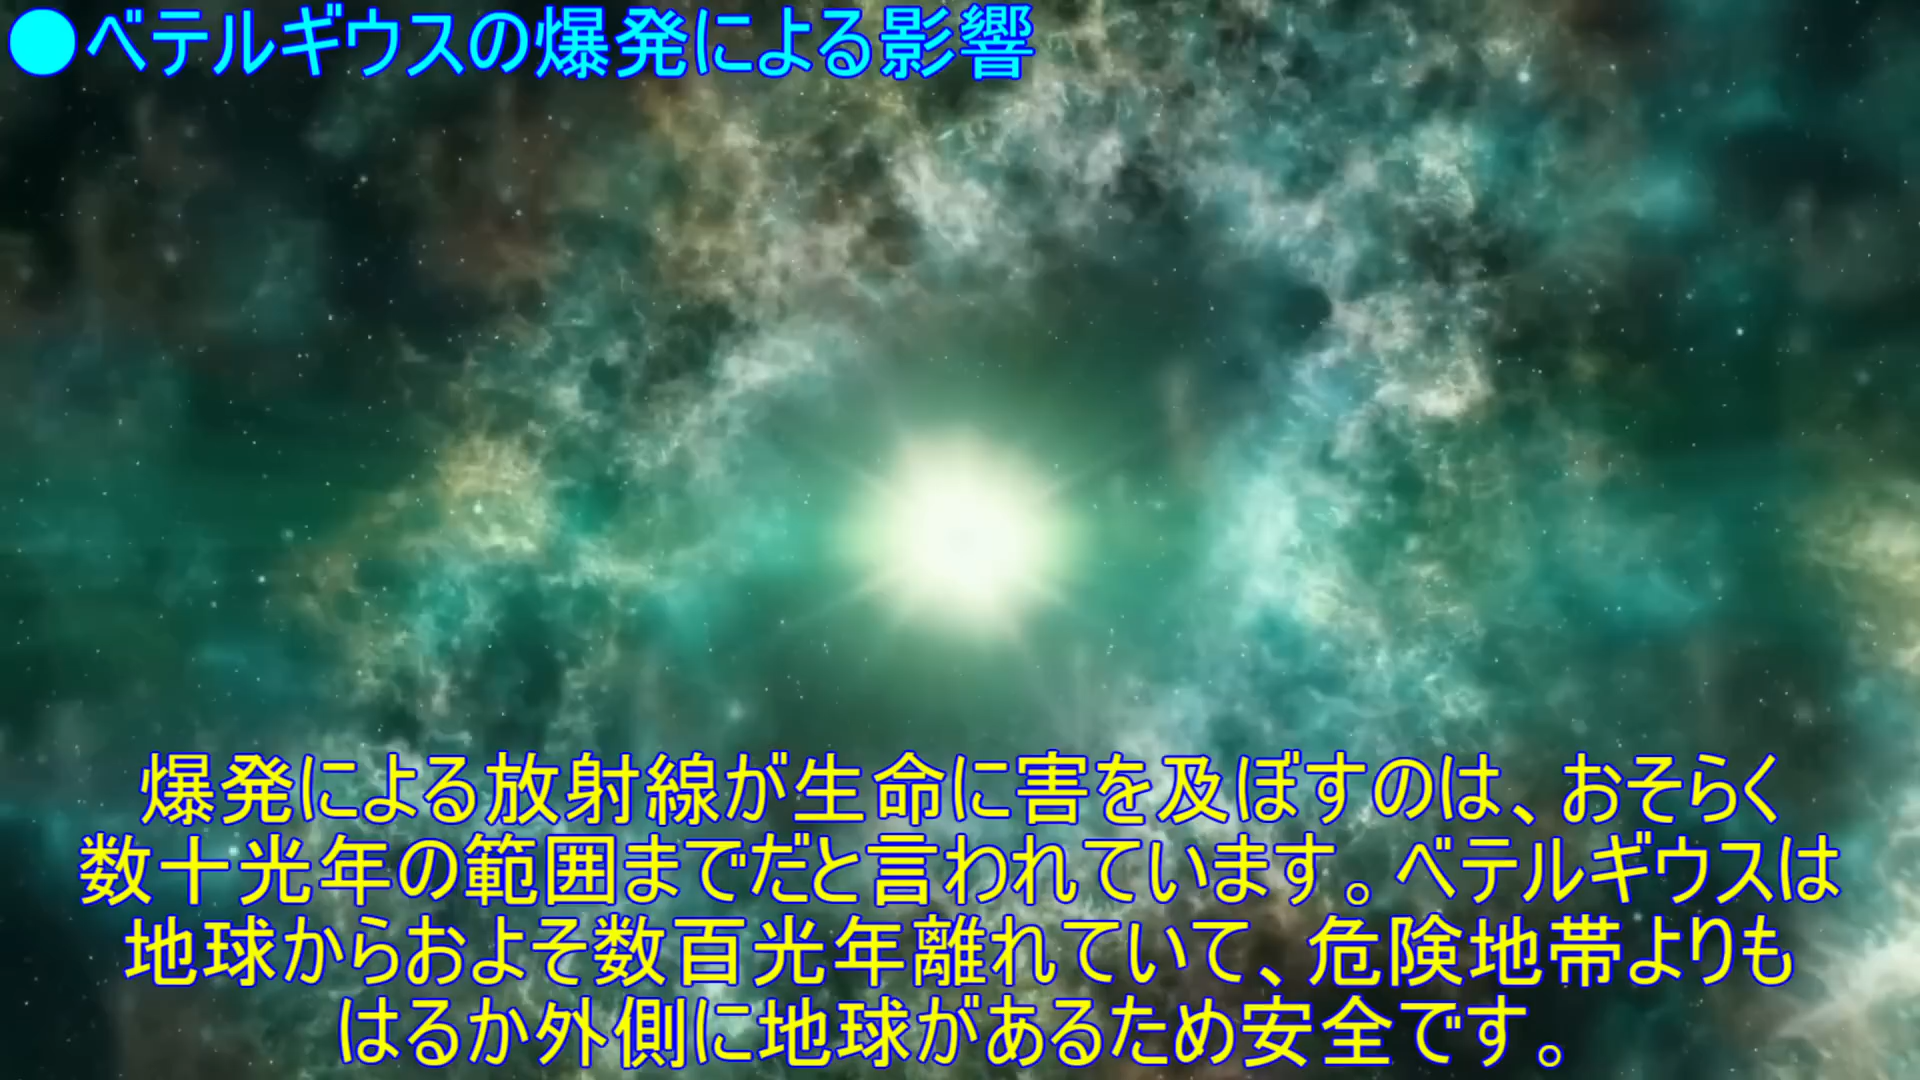 ●ベテルギウスの爆発による影響
爆発による放射線が生命に害を及ぼすのは、おそらく
数十光年の範囲までだと言われています。ベテルギウスは
地球からおよそ数百光年離れていて、危険地帯よりも
はるか外側に地球があるため安全です。